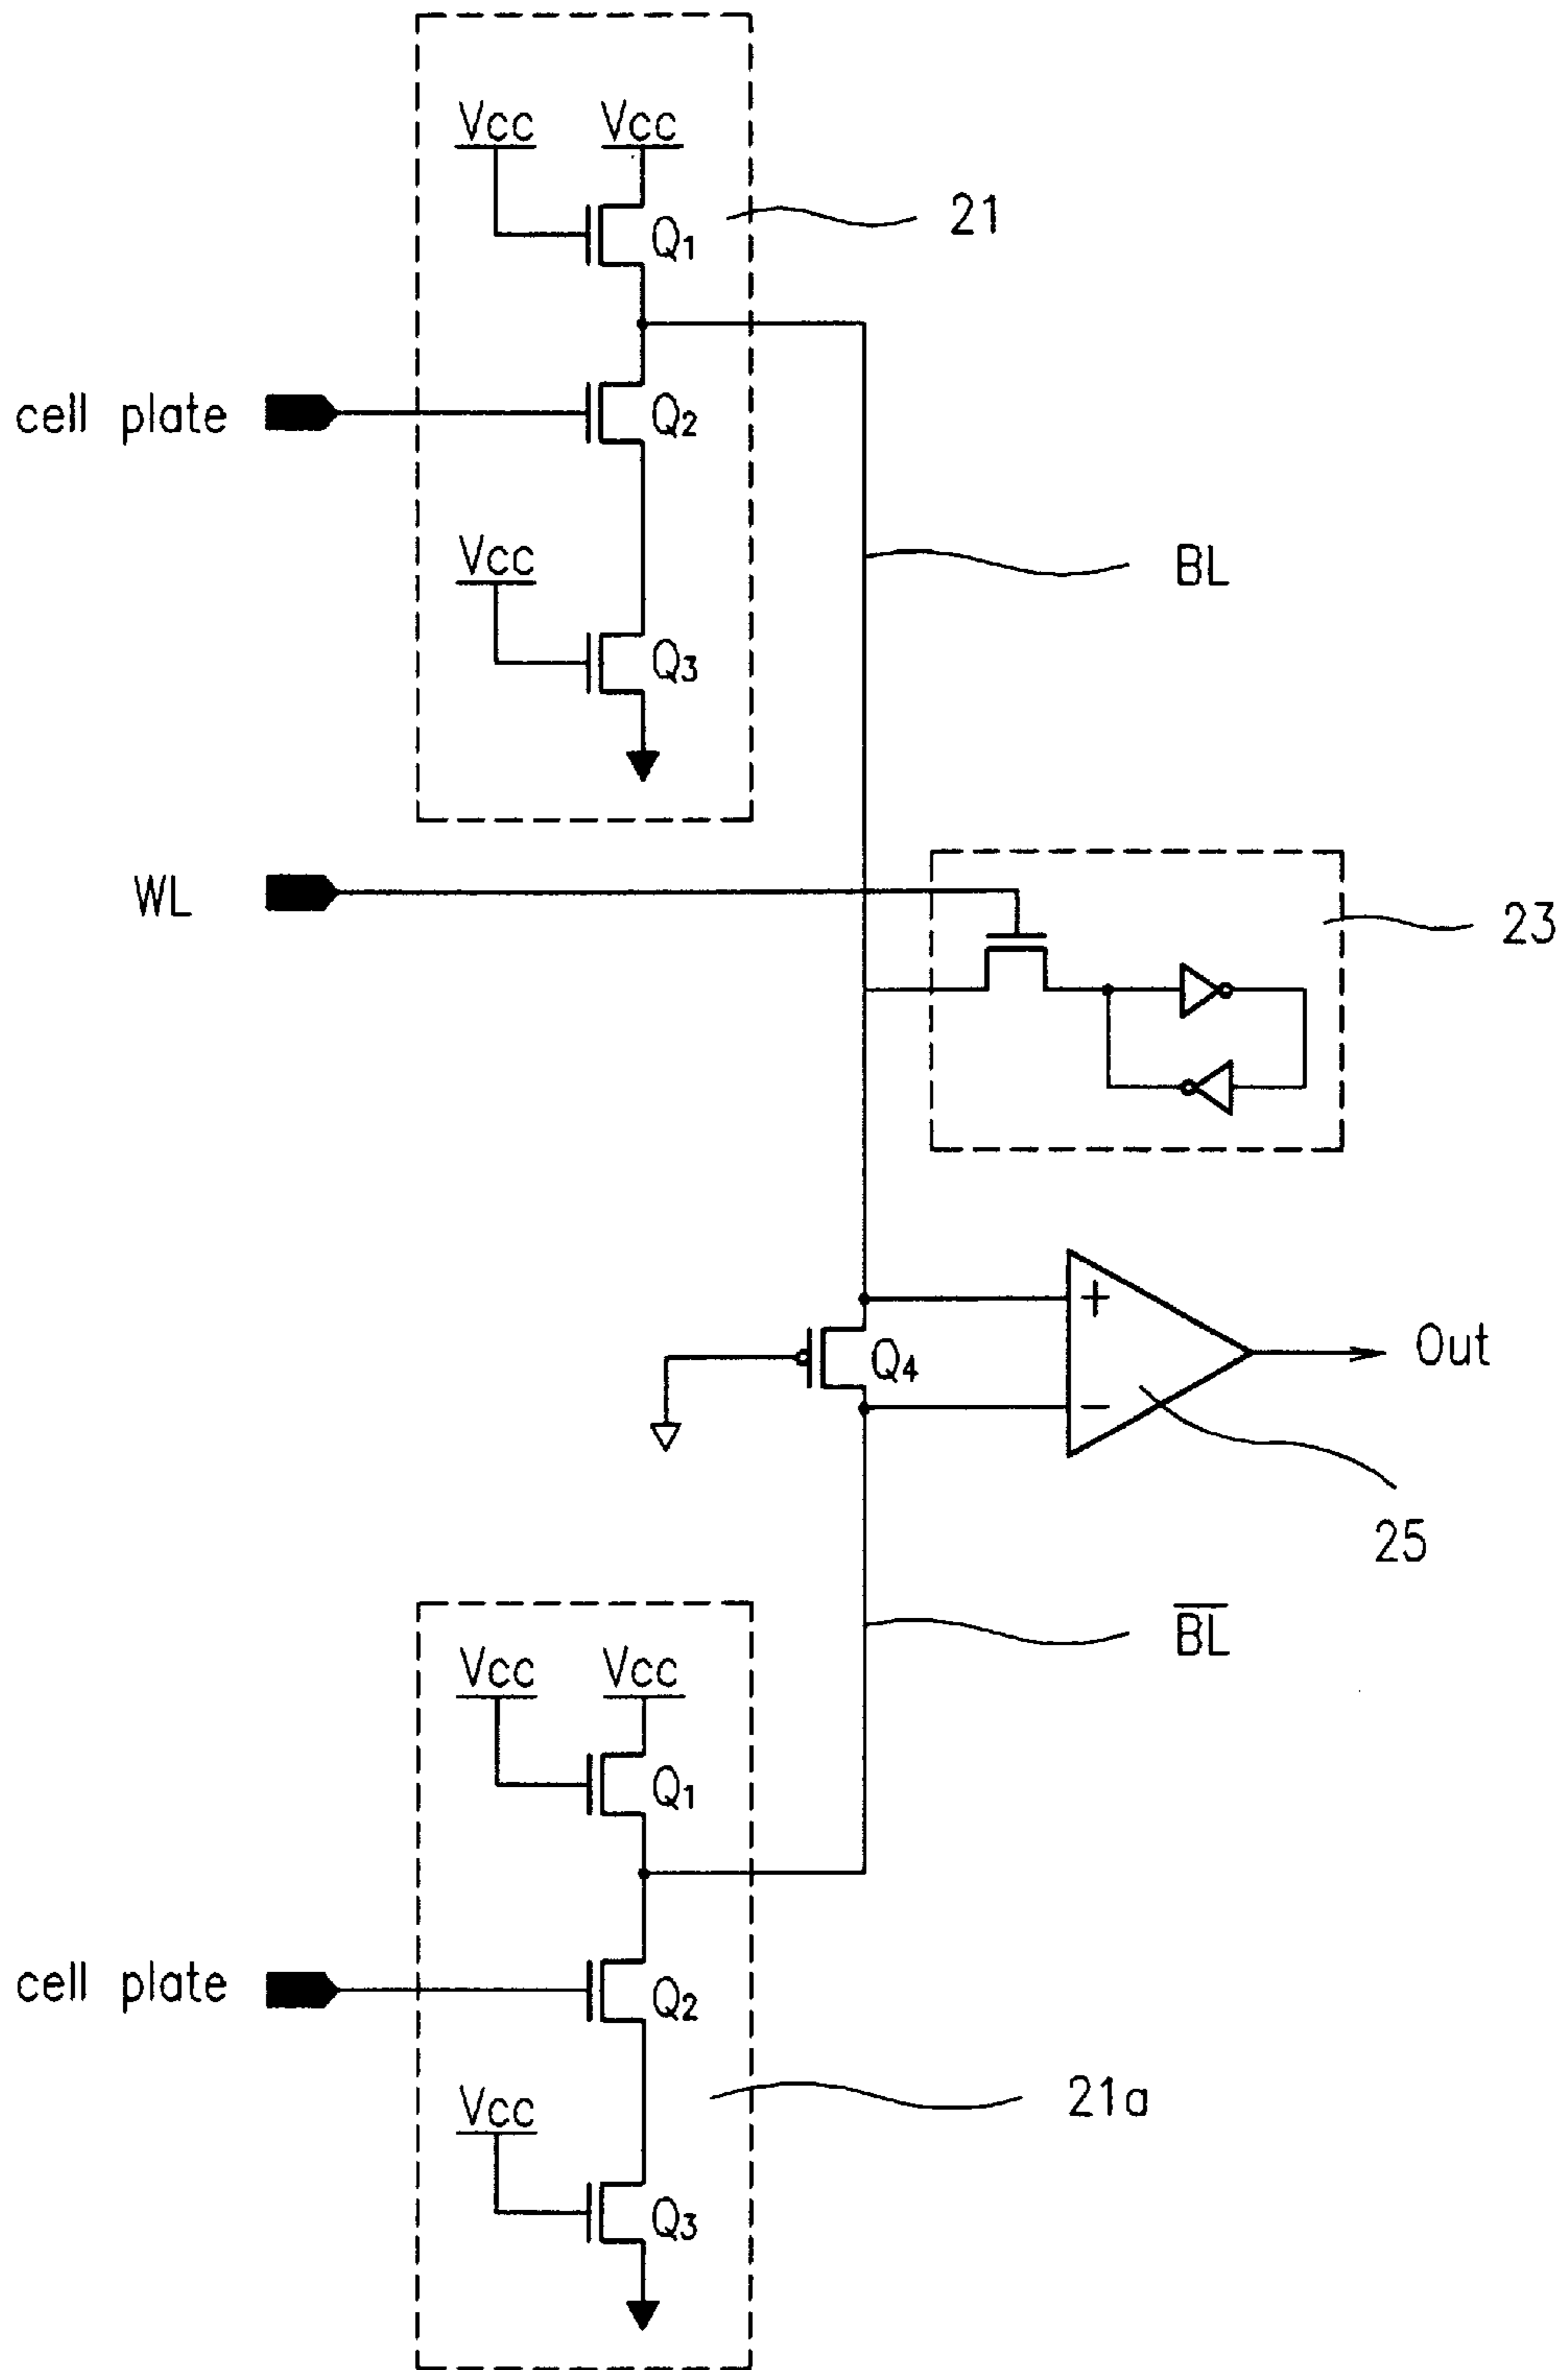 Vcc Vcc
Q1
21
cell plate
Q2
BL
Vcc
Q3
WL
23
+
Q4
Out
−
25
B̅L̅
Vcc Vcc
Q1
cell plate
Q2
21a
Vcc
Q3